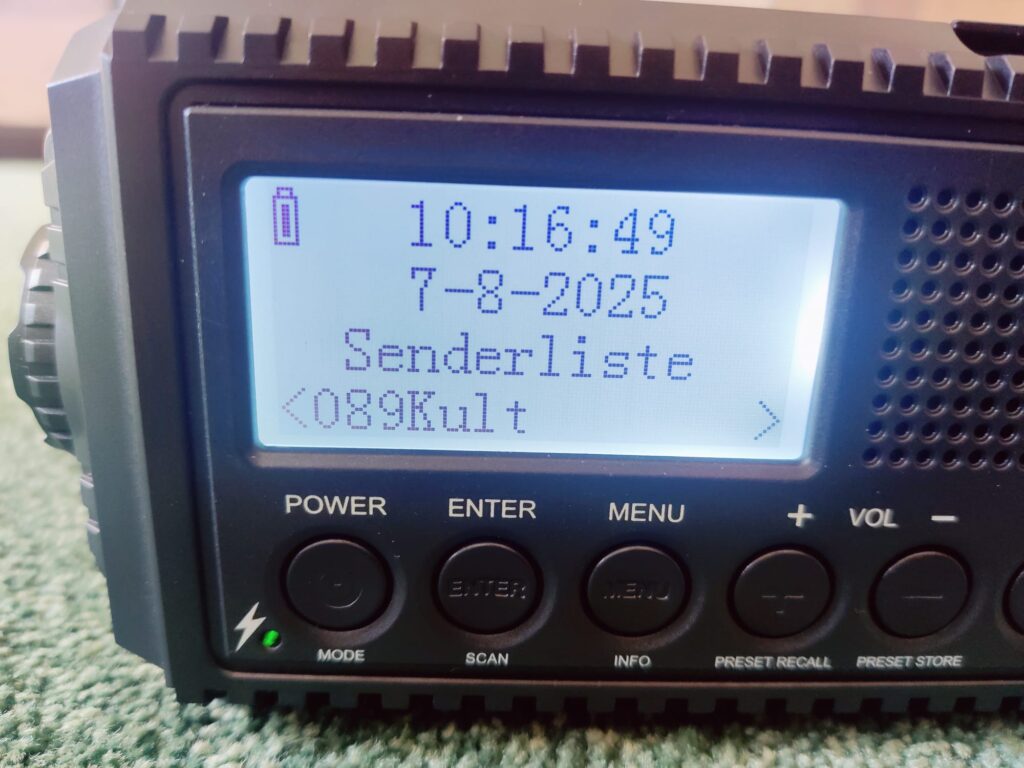 10:16:49
7-8-2025
Senderliste
<089Kult >
POWER ENTER MENU + VOL −
ENTER MENU + −
MODE SCAN INFO PRESET RECALL PRESET STORE